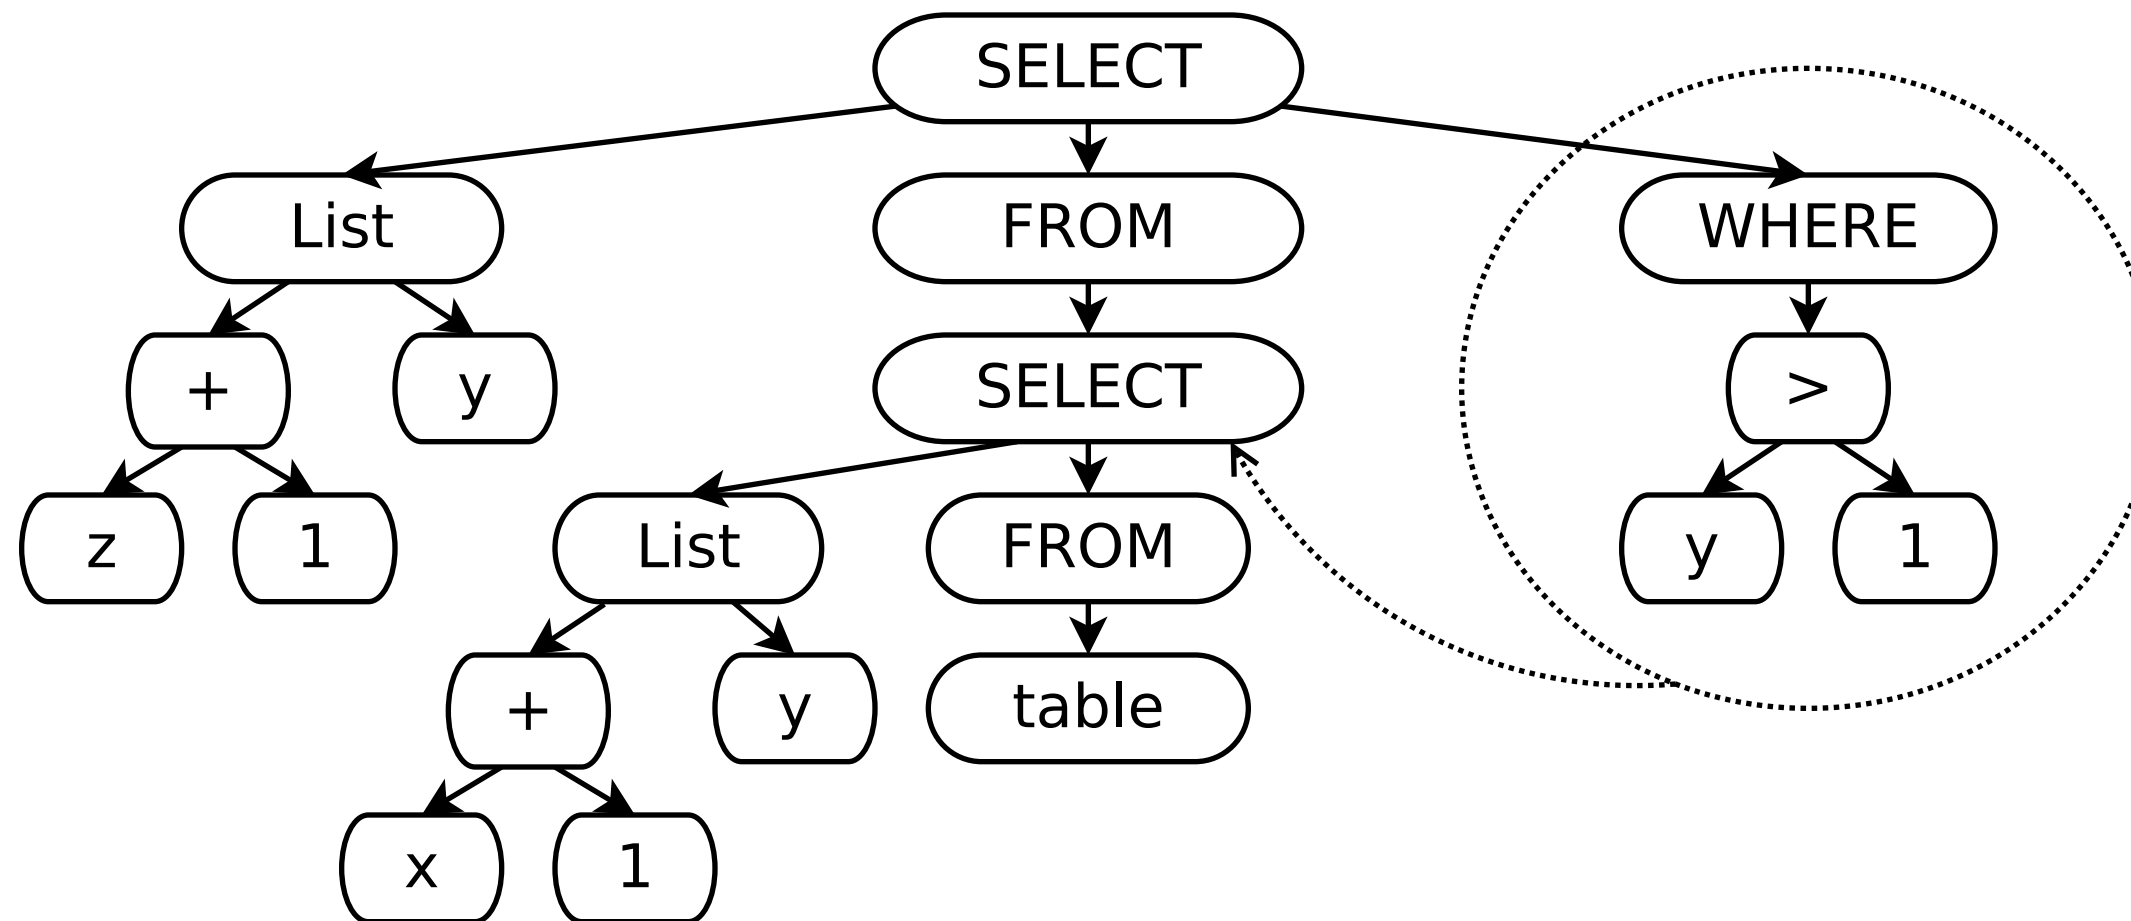 SELECT
List
FROM
WHERE
+
y
SELECT
>
z
1
List
FROM
y
1
+
y
table
x
1